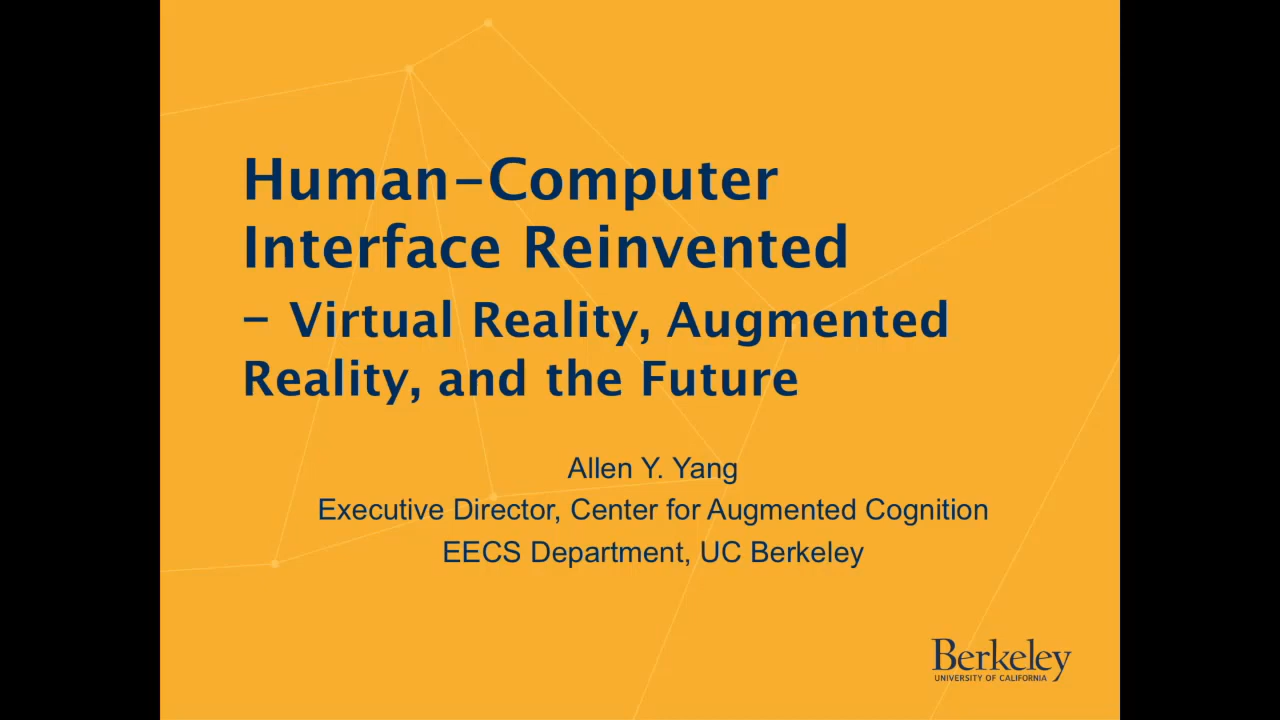 Human-Computer
Interface Reinvented
- Virtual Reality, Augmented
Reality, and the Future
Allen Y. Yang
Executive Director, Center for Augmented Cognition
EECS Department, UC Berkeley
Berkeley
UNIVERSITY OF CALIFORNIA